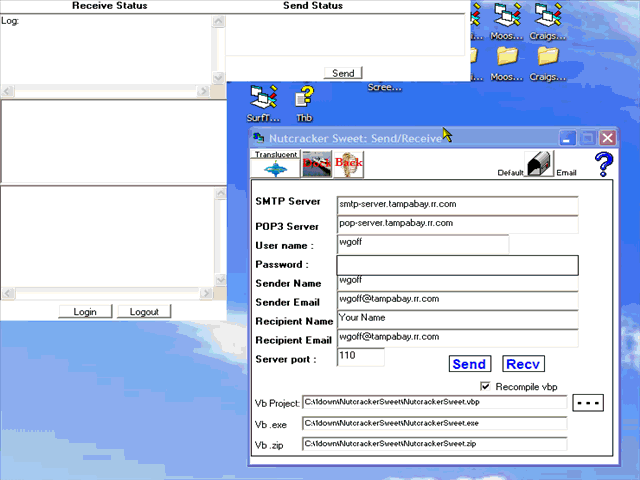 Receive Status
Send Status
Log:
Send
Login
Logout
Moos...
Craigs...
Moos...
Craigs...
Scree...
SurfT...
Thb
Nutcracker Sweet: Send/Receive
Translucent
Back
Default
Email
SMTP Server
smtp-server.tampabay.rr.com
POP3 Server
pop-server.tampabay.rr.com
User name :
wgoff
Password :
Sender Name
wgoff
Sender Email
wgoff@tampabay.rr.com
Recipient Name
Your Name
Recipient Email
wgoff@tampabay.rr.com
Server port :
110
Send
Recv
Recompile vbp
Vb Project:
C:\1down\NutcrackerSweet\NutcrackerSweet.vbp
- - -
Vb .exe
C:\1down\NutcrackerSweet\NutcrackerSweet.exe
Vb .zip
C:\1down\NutcrackerSweet\NutcrackerSweet.zip